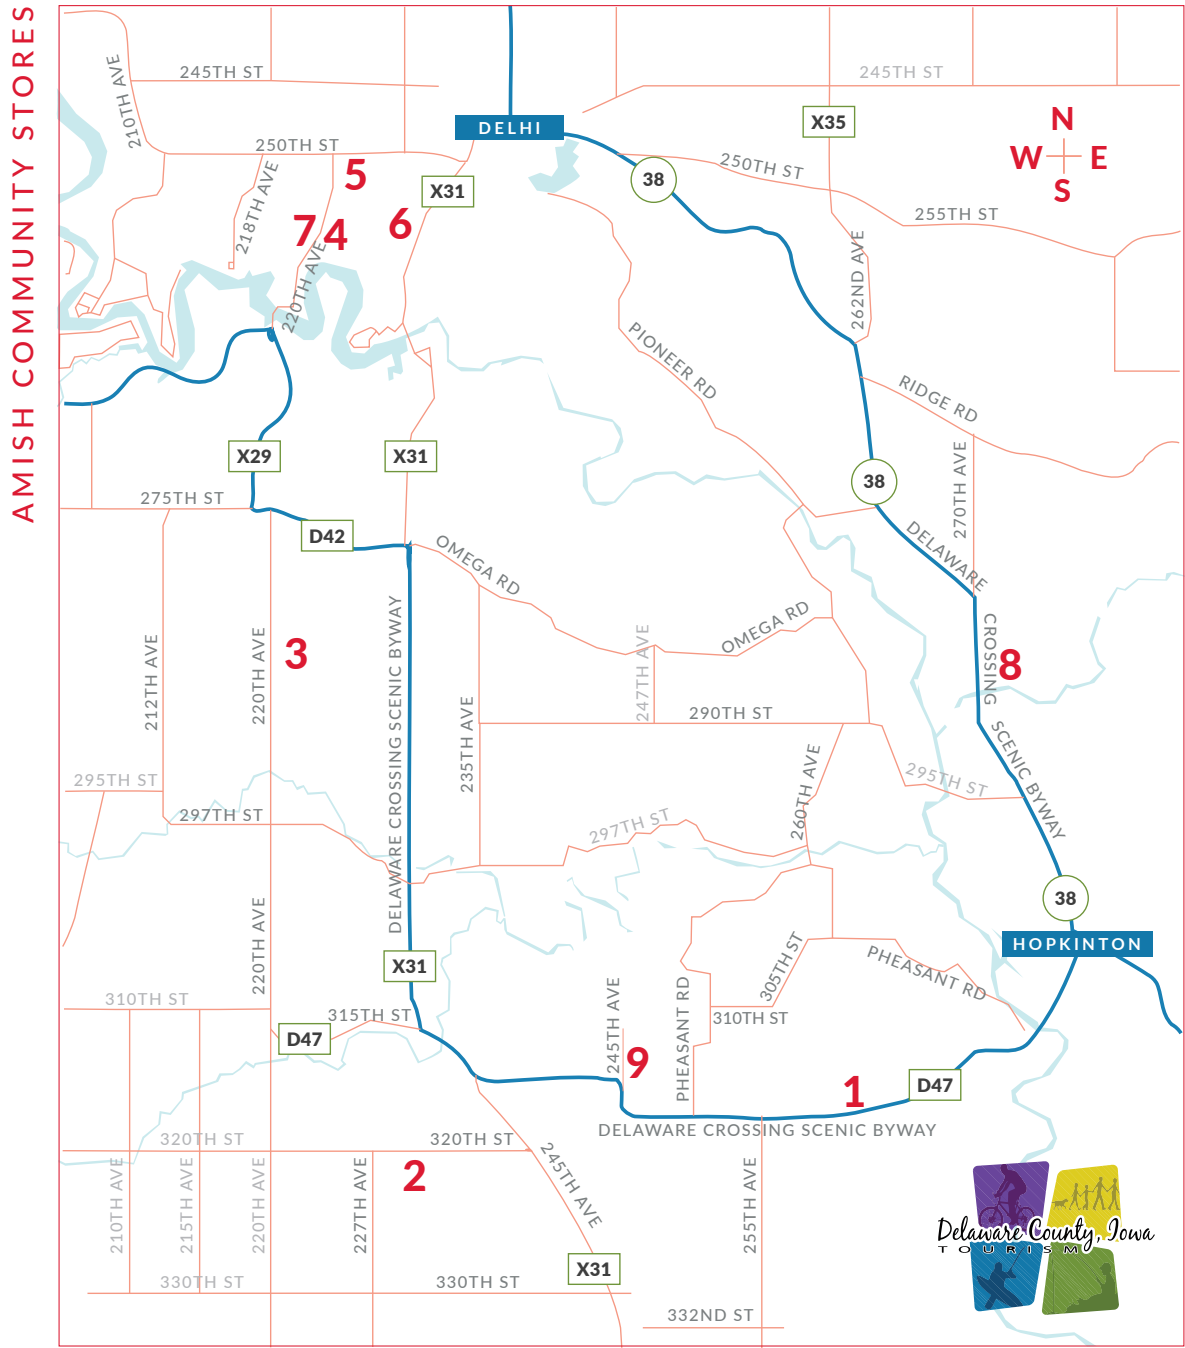 AMISH COMMUNITY STORES
210TH AVE
245TH ST
245TH ST
X35
N
W E
S
DELHI
250TH ST
5
218TH AVE
X31
38
250TH ST
255TH ST
7
4
6
220TH AVE
262ND AVE
PIONEER RD
RIDGE RD
X29
X31
38
270TH AVE
275TH ST
D42
OMEGA RD
DELAWARE
CROSSING
SCENIC BYWAY
OMEGA RD
212TH AVE
220TH AVE
3
DELAWARE CROSSING SCENIC BYWAY
247TH AVE
8
235TH AVE
290TH ST
295TH ST
260TH AVE
295TH ST
297TH ST
297TH ST
220TH AVE
38
HOPKINTON
X31
305TH ST
PHEASANT RD
310TH ST
315TH ST
D47
245TH AVE
PHEASANT RD
310TH ST
9
1
D47
DELAWARE CROSSING SCENIC BYWAY
320TH ST
320TH ST
2
245TH AVE
210TH AVE
215TH AVE
220TH AVE
227TH AVE
255TH AVE
X31
330TH ST
330TH ST
332ND ST
Delaware County, Iowa
TOURISM